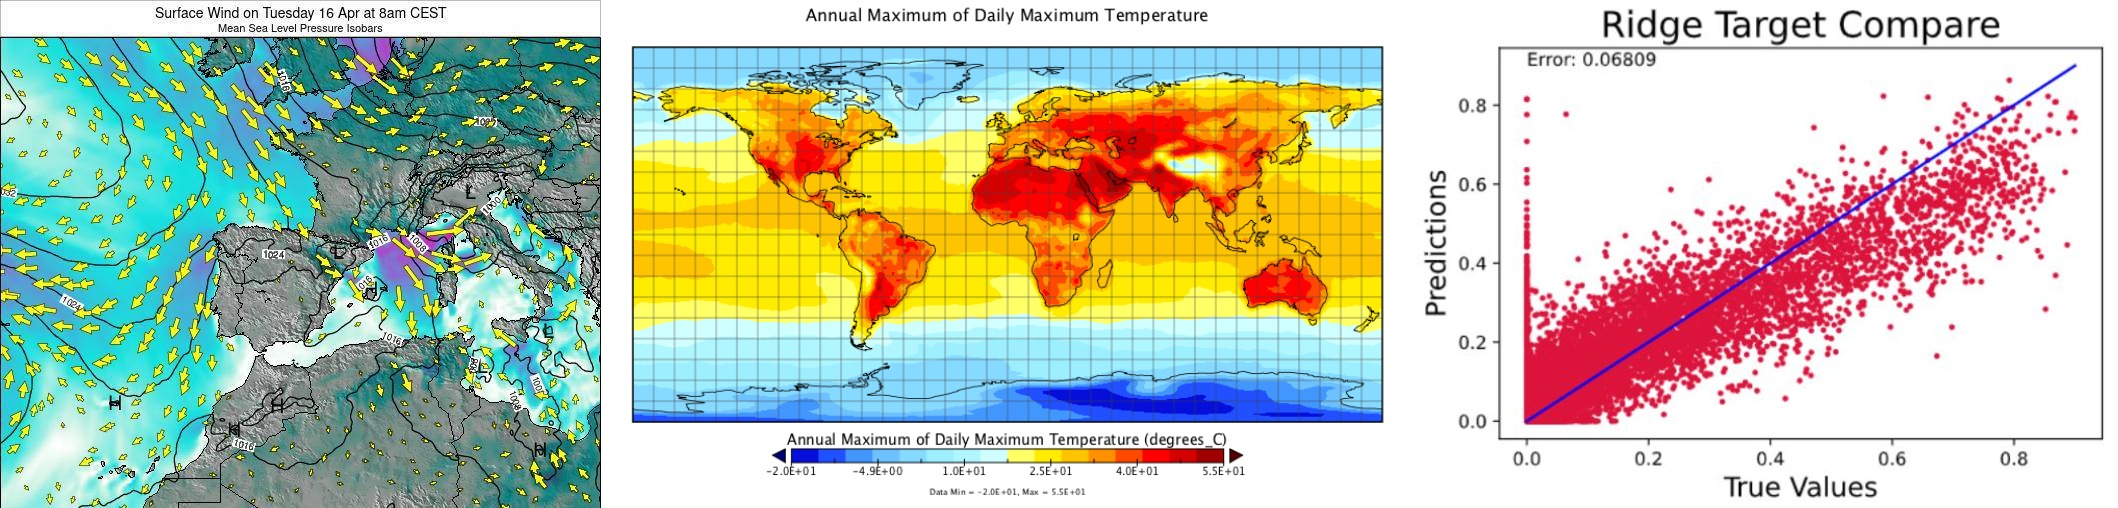 Surface Wind on Tuesday 16 Apr at 8am CEST
Mean Sea Level Pressure Isobars
1016
1000
1016
1008
1024
1024
1016
1016
1008
H
H
H
H
L
L
L
Annual Maximum of Daily Maximum Temperature
Annual Maximum of Daily Maximum Temperature (degrees_C)
-2.0E+01 -4.9E+00 1.0E+01 2.5E+01 4.0E+01 5.5E+01
Data Min = -2.0E+01, Max = 5.5E+01
Ridge Target Compare
Error: 0.06809
Predictions
0.8
0.6
0.4
0.2
0.0
0.0 0.2 0.4 0.6 0.8
True Values